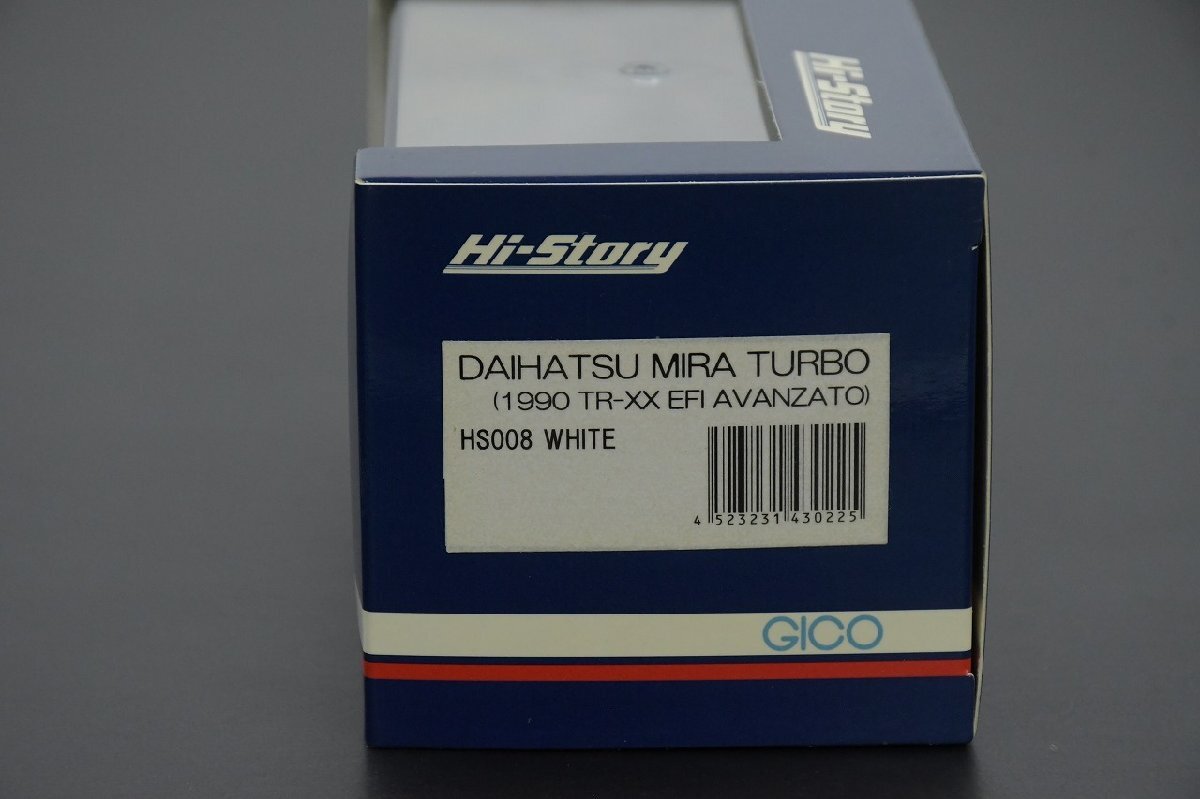 Hi-Story
Hi-Story
DAIHATSU MIRA TURBO
(1990 TR-XX EFI AVANZATO)
HS008 WHITE
4 523231 430225
GICO